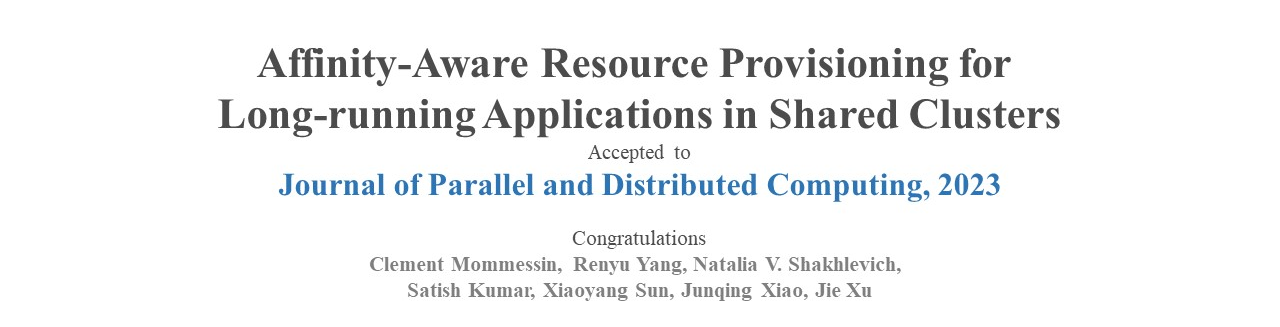 Affinity-Aware Resource Provisioning for
Long-running Applications in Shared Clusters
Accepted to
Journal of Parallel and Distributed Computing, 2023
Congratulations
Clement Mommessin, Renyu Yang, Natalia V. Shakhlevich,
Satish Kumar, Xiaoyang Sun, Junqing Xiao, Jie Xu